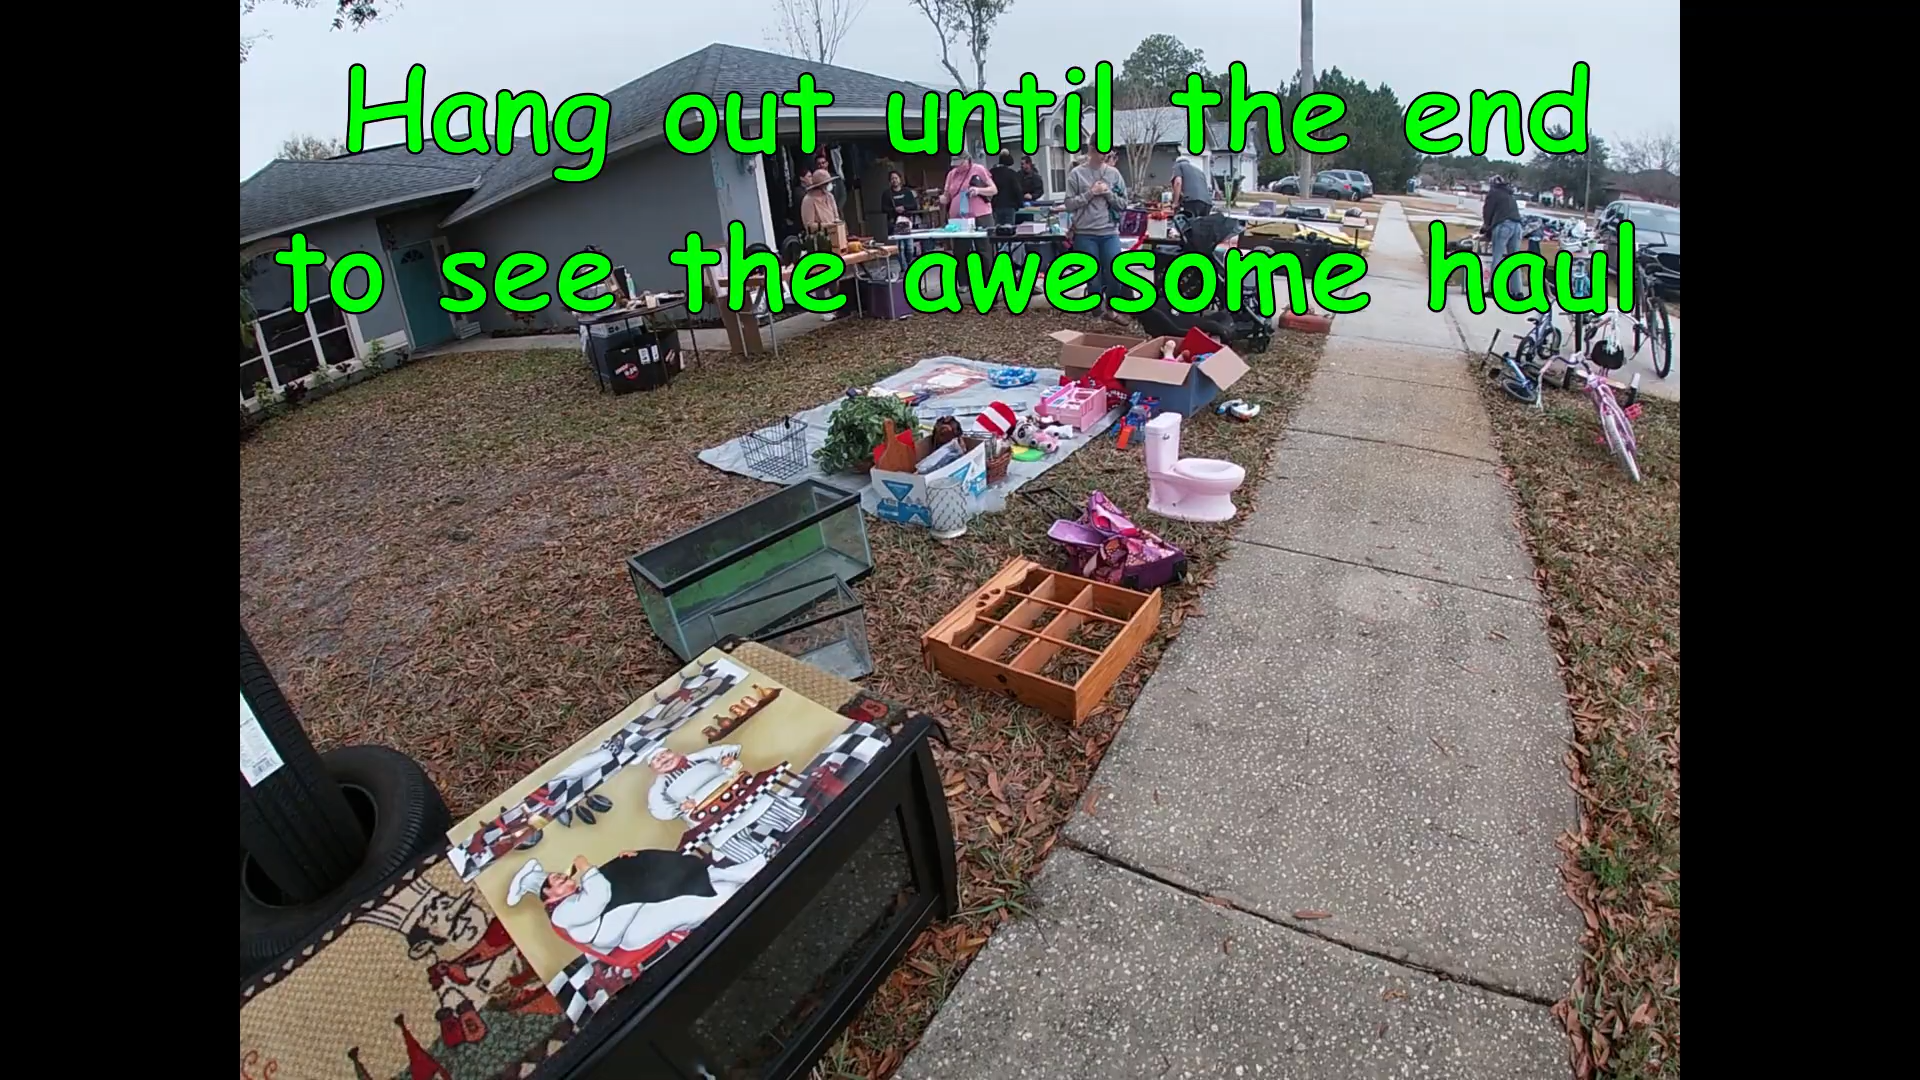 Hang out until the end
to see the awesome haul